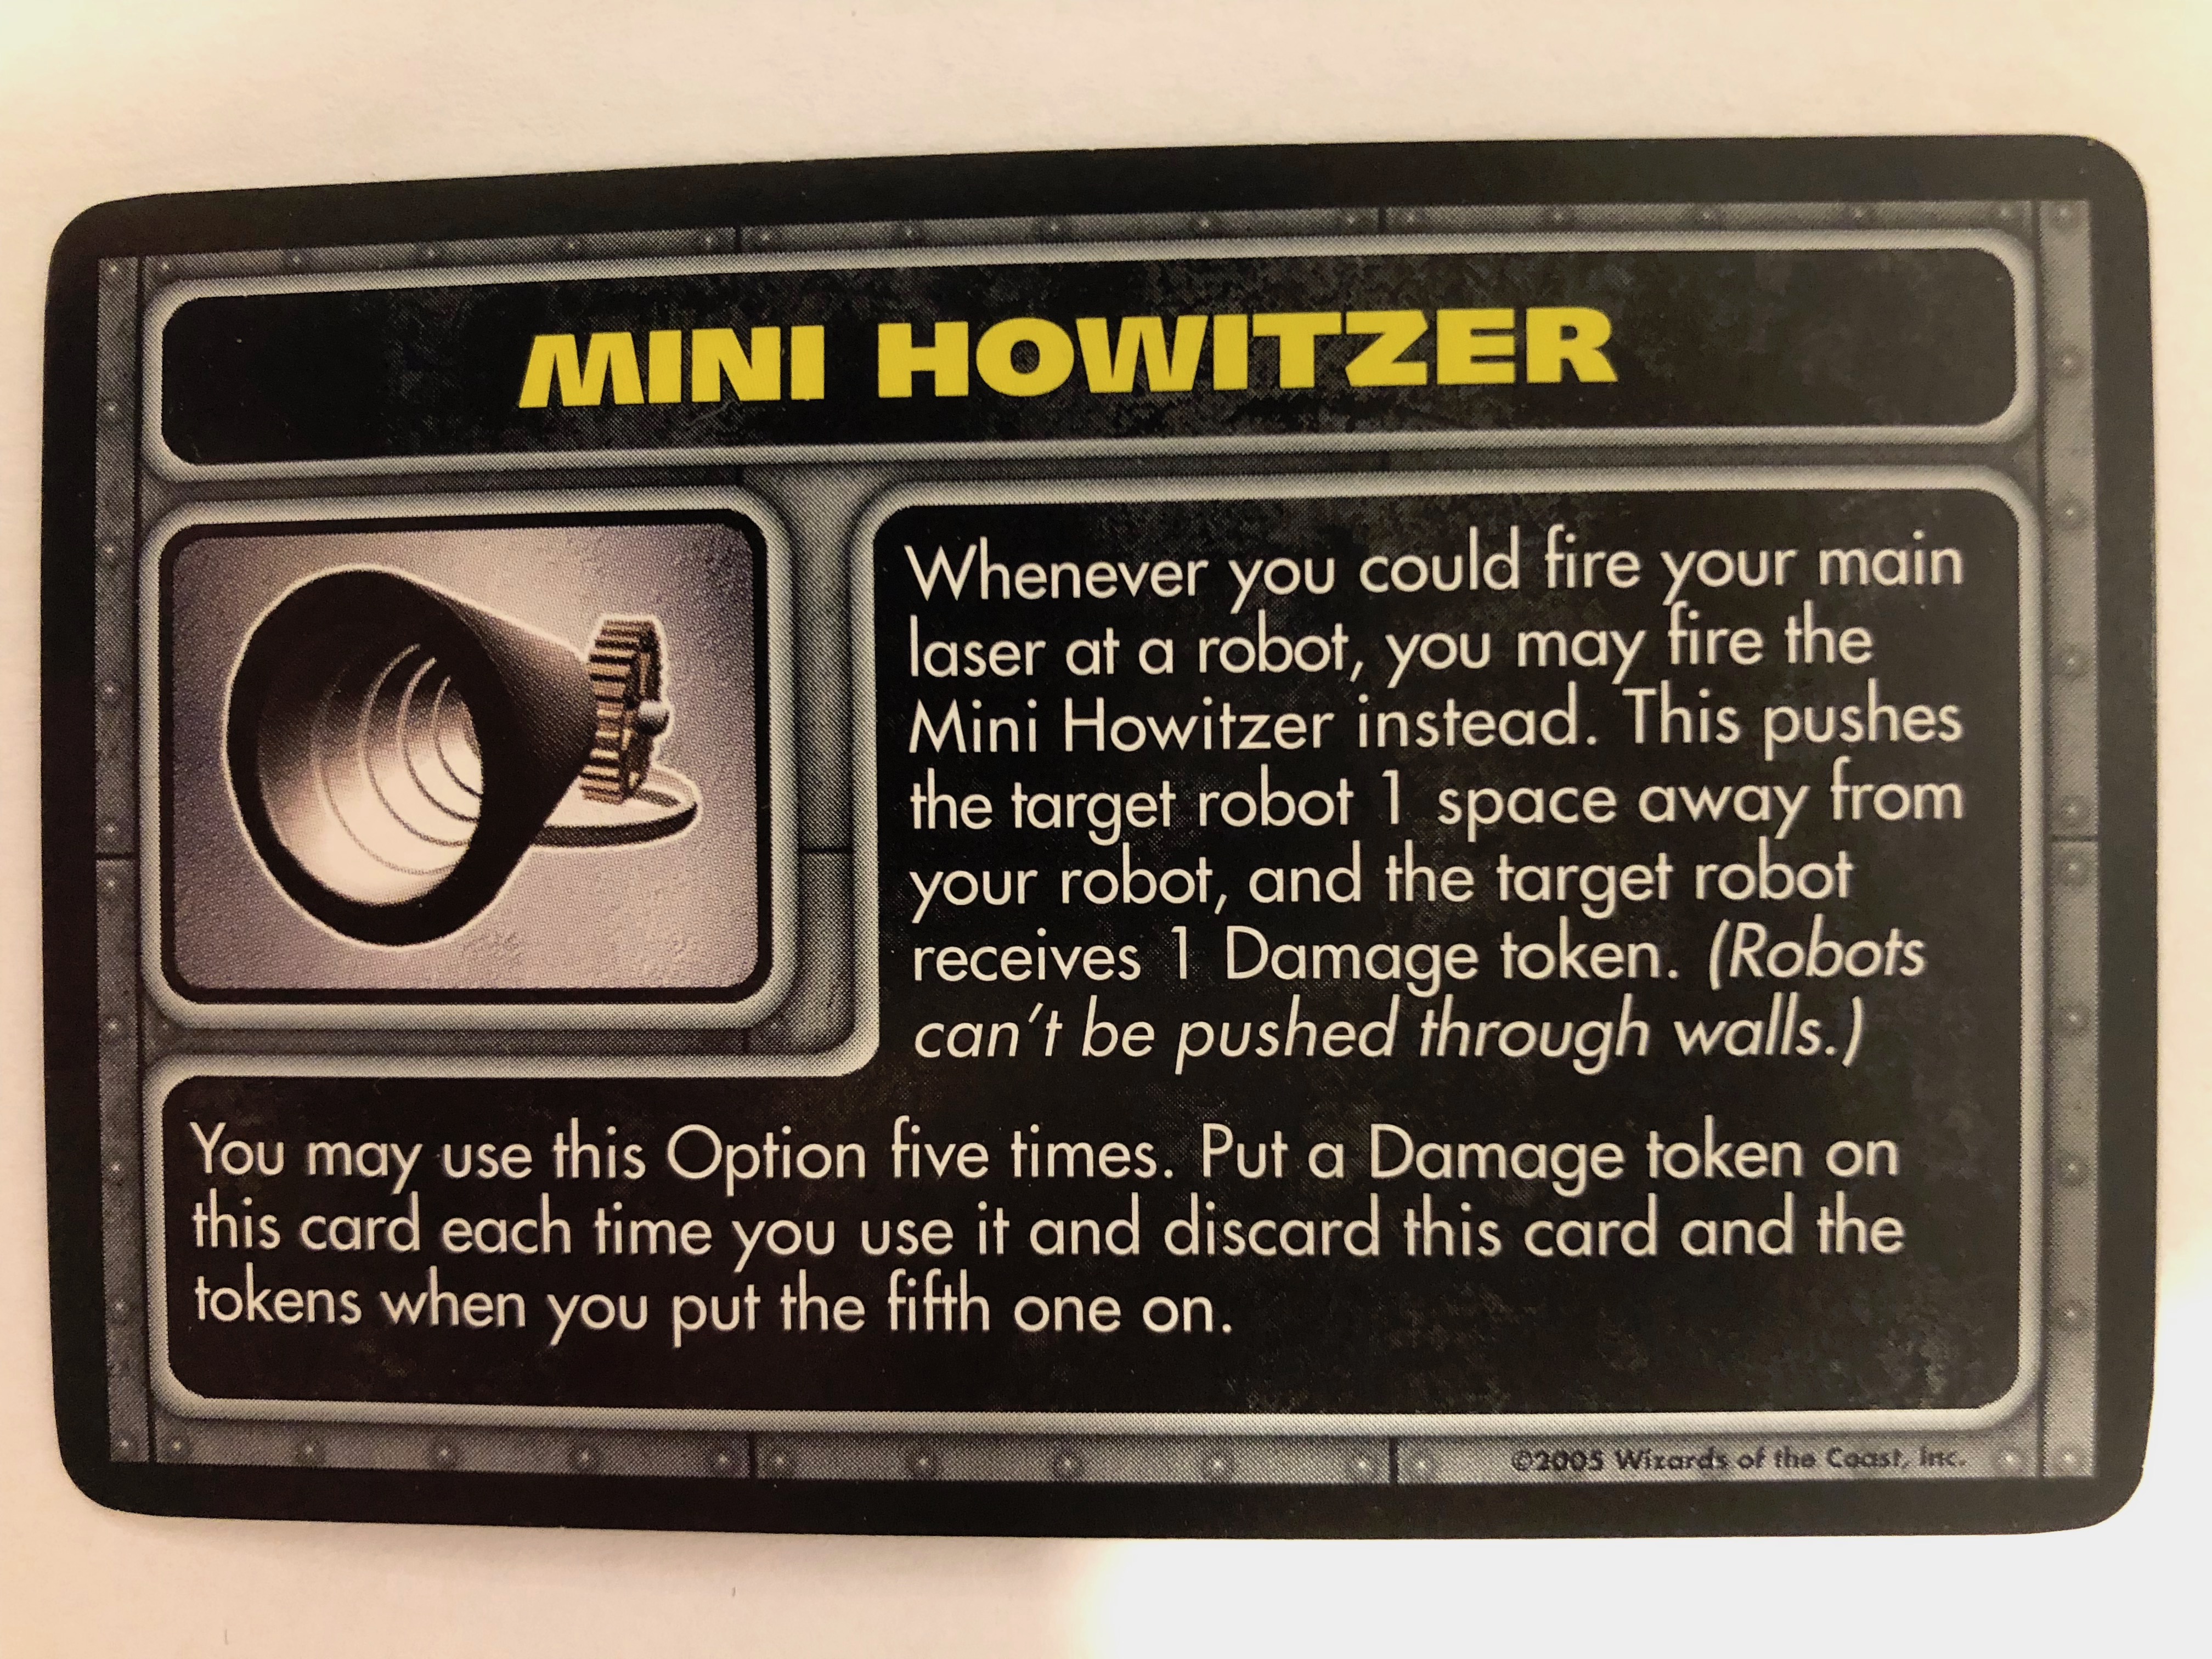 MINI HOWITZER
Whenever you could fire your main
laser at a robot, you may fire the
Mini Howitzer instead. This pushes
the target robot 1 space away from
your robot, and the target robot
receives 1 Damage token. (Robots
can't be pushed through walls.)
You may use this Option five times. Put a Damage token on
this card each time you use it and discard this card and the
tokens when you put the fifth one on.
©2005 Wizards of the Coast, Inc.